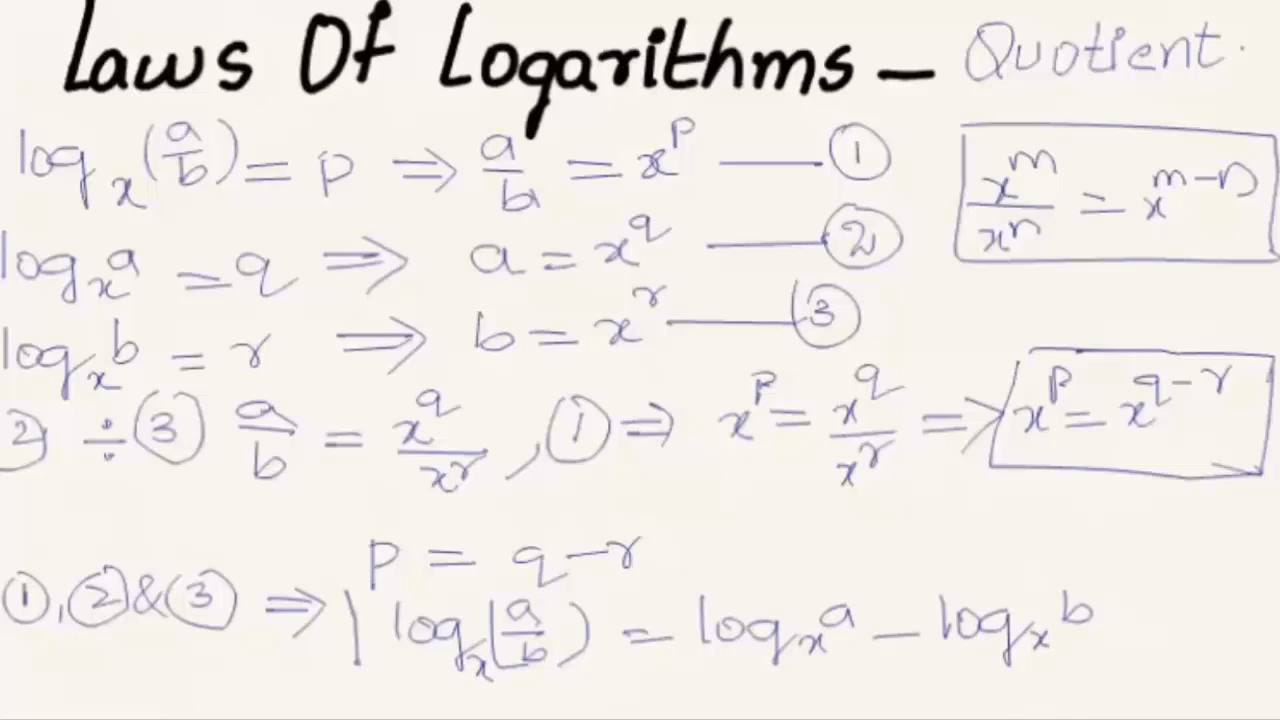 Laws Of Logarithms – Quotient.
log_x(a/b) = p ⇒ a/b = x^p —— ①
x^m/x^n = x^(m-n)
log_x a = q ⇒ a = x^q —— ②
log_x b = r ⇒ b = x^r —— ③
2) ÷ ③ a/b = x^q/x^r , ① ⇒ x^p = x^q/x^r ⇒ x^p = x^(q-r)
p = q - r
①, ② & ③ ⇒ log_x(a/b) = log_x a - log_x b